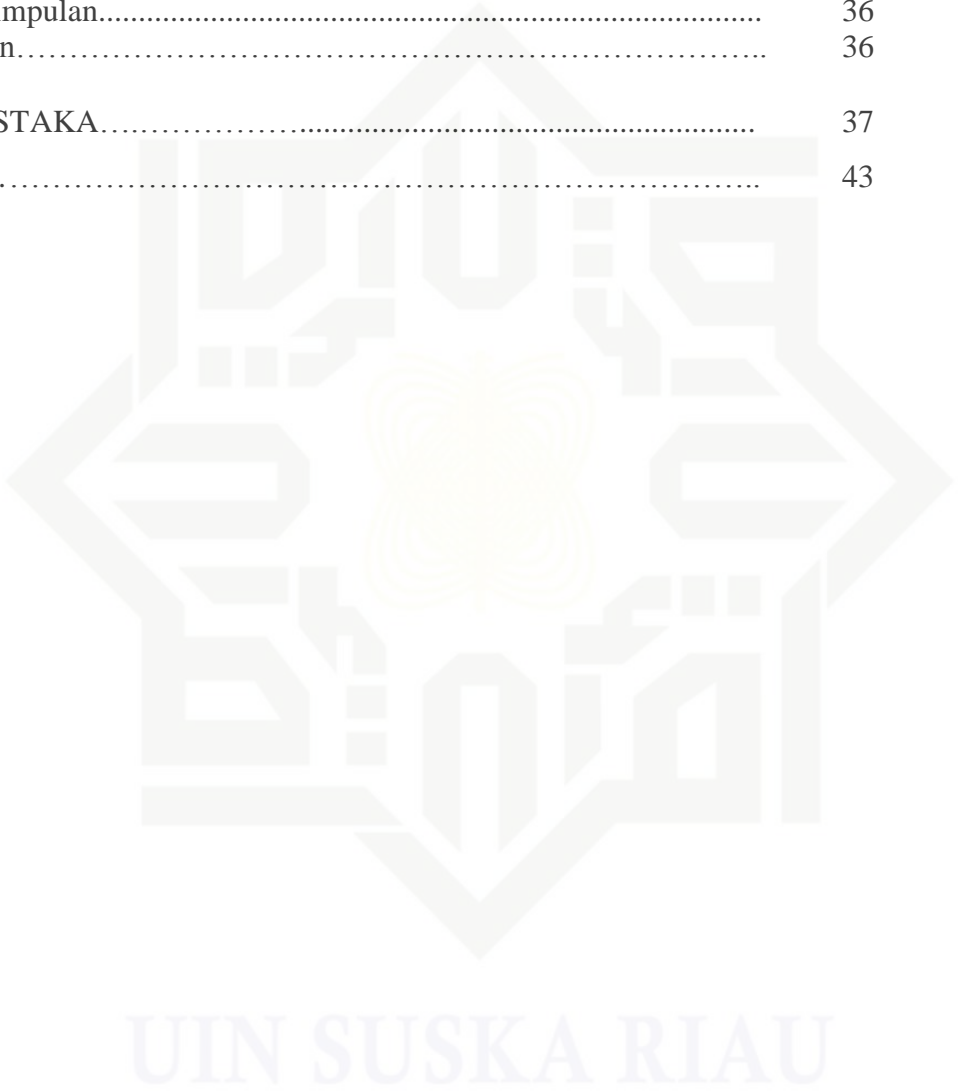 mpulan.................................................................................. 36
n………………………………………………………………….. 36
STAKA….……………......................................................... 37
…………………………………………………………………….. 43
UIN SUSKA RIAU